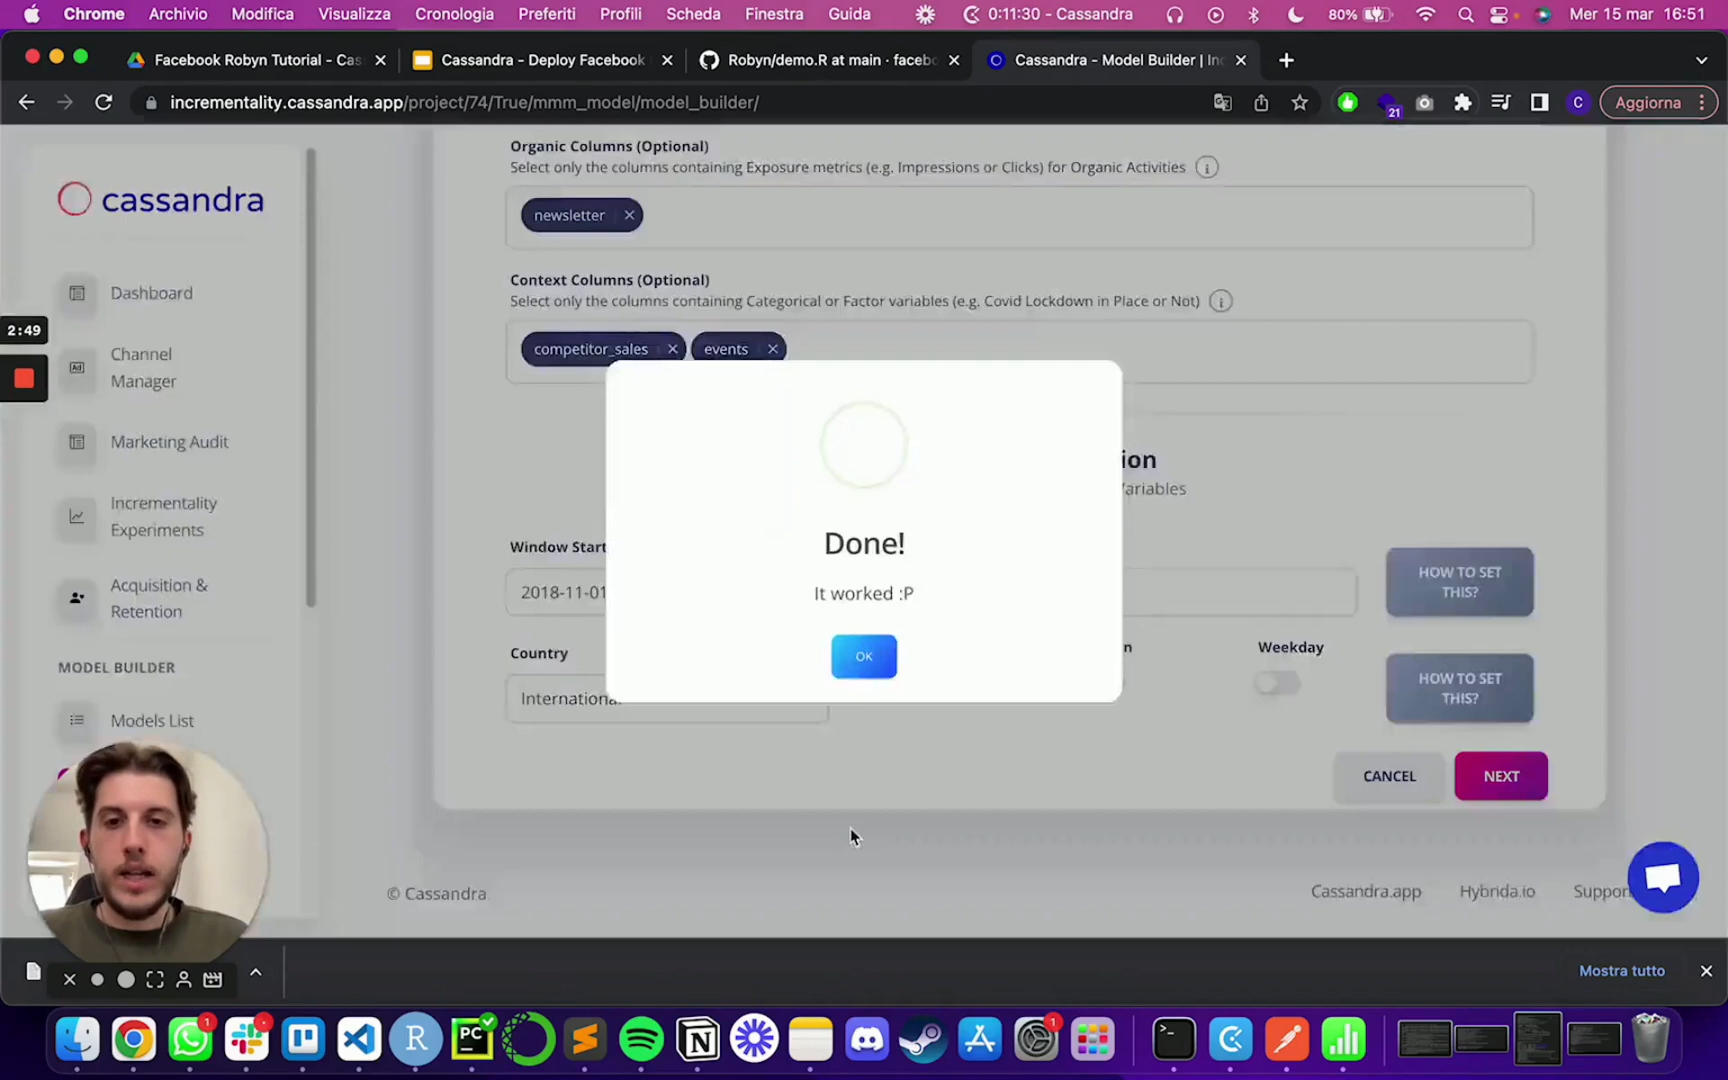 Chrome Archivio Modifica Visualizza Cronologia Preferiti Profili Scheda Finestra Guida 0:11:30 - Cassandra 80% Mer 15 mar 16:51
Facebook Robyn Tutorial - Cas Cassandra - Deploy Facebook Robyn/demo.R at main · facebo Cassandra - Model Builder | Inc
incrementality.cassandra.app/project/74/True/mmm_model/model_builder/ 21 C Aggiorna
cassandra
Dashboard
Channel
Manager
Marketing Audit
Incrementality
Experiments
Acquisition &
Retention
MODEL BUILDER
Models List
2:49
Organic Columns (Optional)
Select only the columns containing Exposure metrics (e.g. Impressions or Clicks) for Organic Activities
newsletter
Context Columns (Optional)
Select only the columns containing Categorical or Factor variables (e.g. Covid Lockdown in Place or Not)
competitor_sales events
ion
Variables
Window Start
2018-11-01
HOW TO SET
THIS?
Country
n
Weekday
International
HOW TO SET
THIS?
Done!
It worked :P
OK
CANCEL NEXT
© Cassandra
Cassandra.app Hybrida.io Suppor
Mostra tutto
1 R PC 1